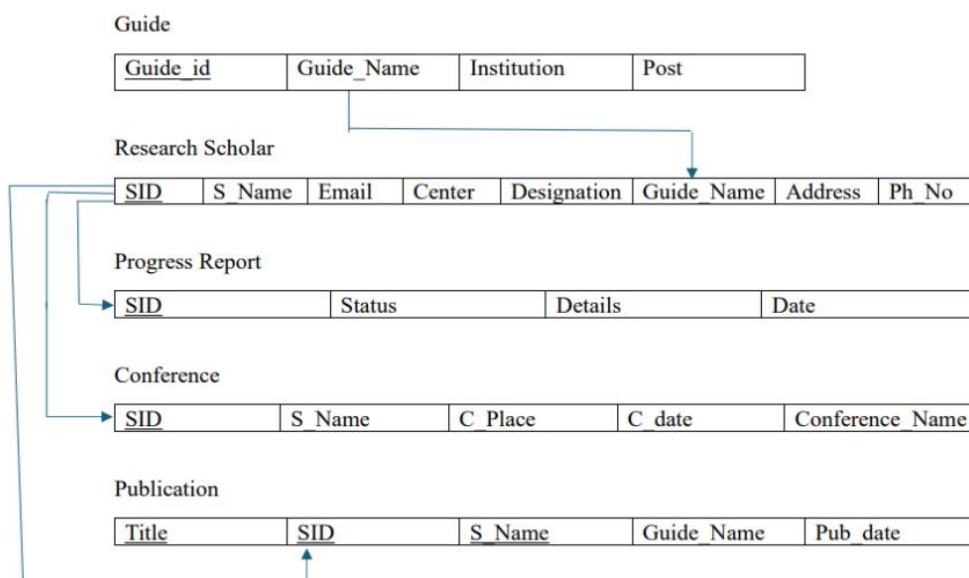 Guide
Guide_id Guide_Name Institution Post
Research Scholar
SID S_Name Email Center Designation Guide_Name Address Ph_No
Progress Report
SID Status Details Date
Conference
SID S_Name C_Place C_date Conference_Name
Publication
Title SID S_Name Guide_Name Pub_date